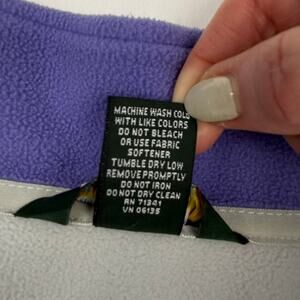 MACHINE WASH COLD
WITH LIKE COLORS
DO NOT BLEACH
OR USE FABRIC
SOFTENER
TUMBLE DRY LOW
REMOVE PROMPTLY
DO NOT IRON
DO NOT DRY CLEAN
RN 71341
VN 06135